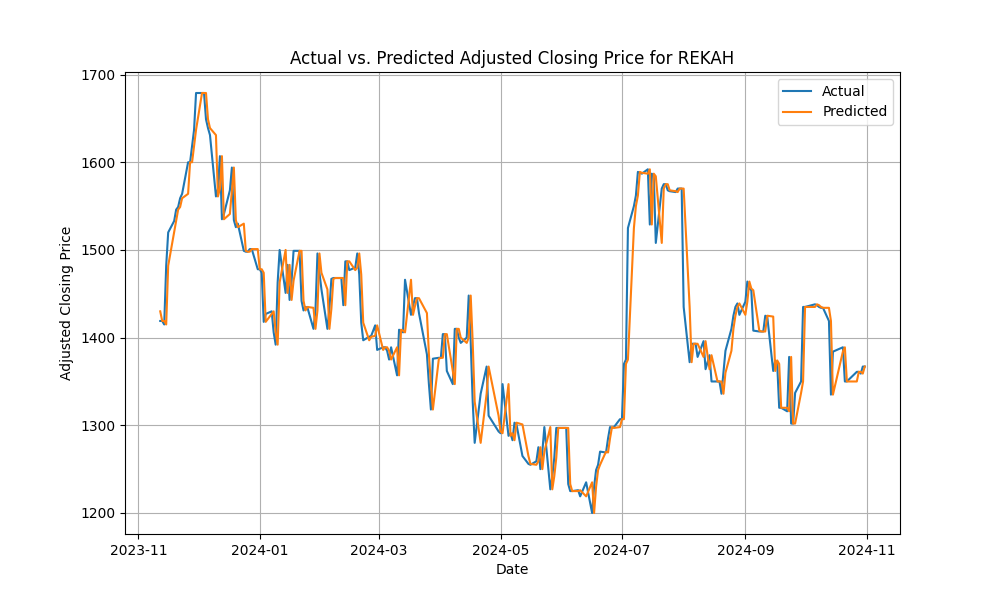 Actual vs. Predicted Adjusted Closing Price for REKAH
Actual
Predicted
Adjusted Closing Price
1700
1600
1500
1400
1300
1200
2023-11 2024-01 2024-03 2024-05 2024-07 2024-09 2024-11
Date